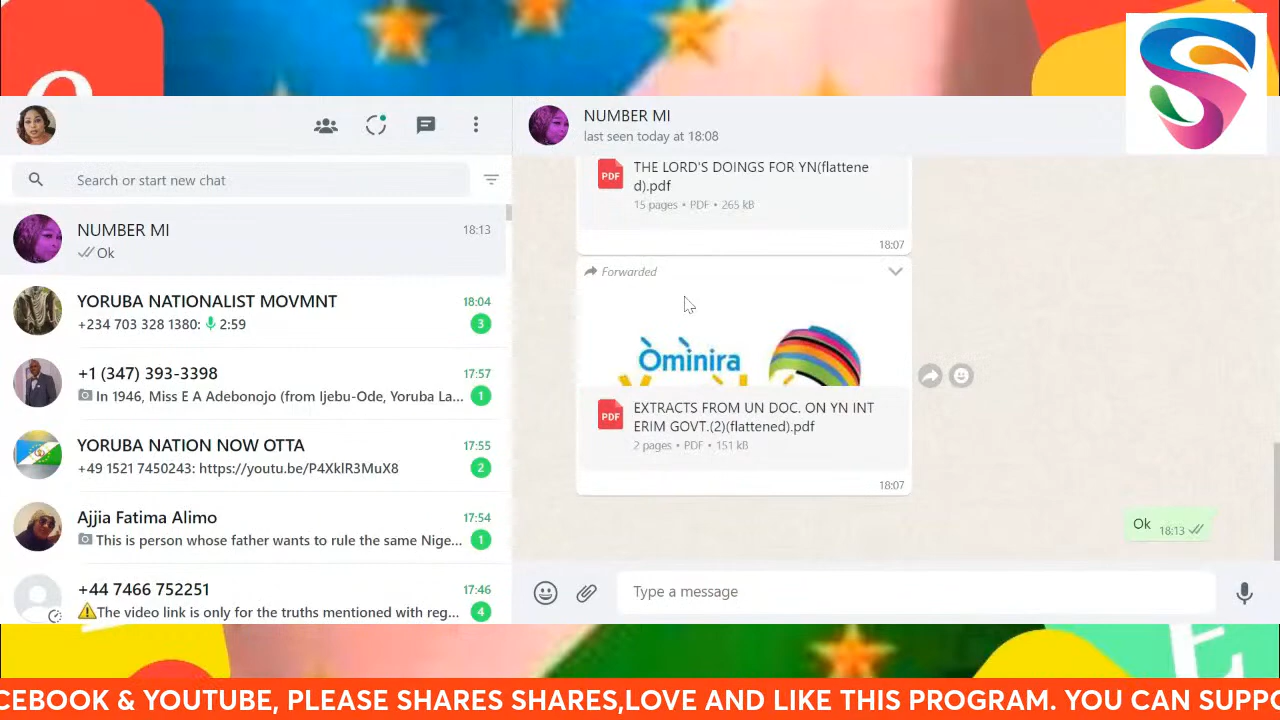 NUMBER MI
last seen today at 18:08
Search or start new chat
NUMBER MI
18:13
Ok
YORUBA NATIONALIST MOVMNT
18:04
+234 703 328 1380: 2:59
3
+1 (347) 393-3398
17:57
In 1946, Miss E A Adebonojo (from Ijebu-Ode, Yoruba La...
1
YORUBA NATION NOW OTTA
17:55
+49 1521 7450243: https://youtu.be/P4XklR3MuX8
2
Ajjia Fatima Alimo
17:54
This is person whose father wants to rule the same Nige...
1
+44 7466 752251
17:46
The video link is only for the truths mentioned with reg...
4
PDF
THE LORD'S DOINGS FOR YN(flattene
d).pdf
15 pages • PDF • 265 kB
18:07
Forwarded
Òminira
PDF
EXTRACTS FROM UN DOC. ON YN INT
ERIM GOVT.(2)(flattened).pdf
2 pages • PDF • 151 kB
18:07
Ok
18:13
Type a message
CEBOOK & YOUTUBE, PLEASE SHARES SHARES,LOVE AND LIKE THIS PROGRAM. YOU CAN SUPPO